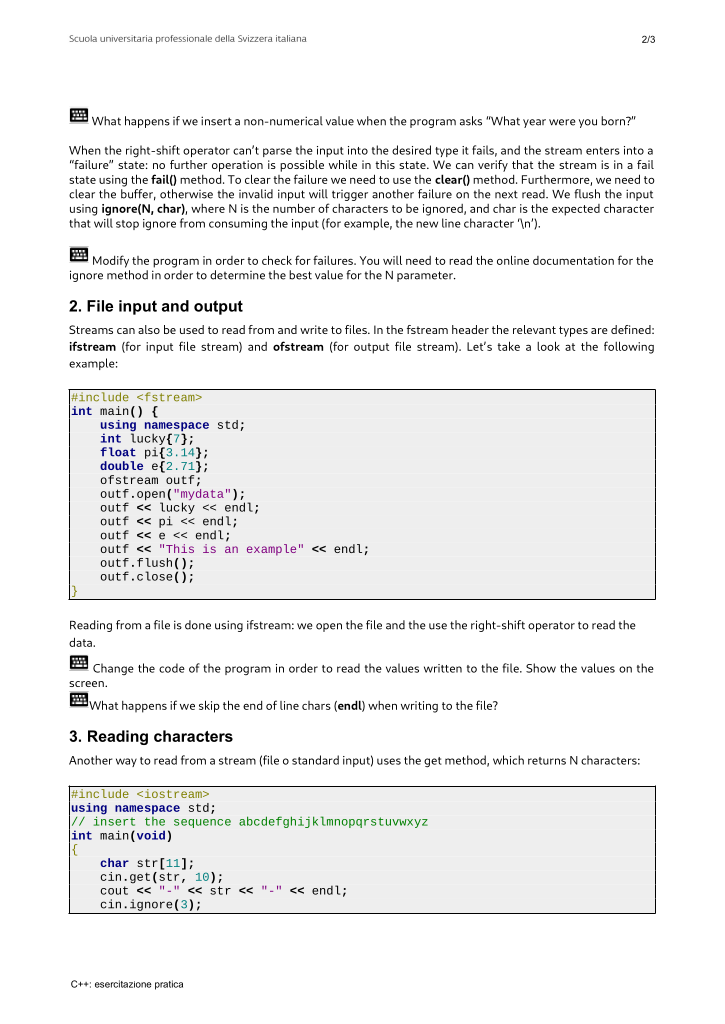 Scuola universitaria professionale della Svizzera italiana
2/3
What happens if we insert a non-numerical value when the program asks "What year were you born?"
When the right-shift operator can't parse the input into the desired type it fails, and the stream enters into a
"failure" state: no further operation is possible while in this state. We can verify that the stream is in a fail
state using the fail() method. To clear the failure we need to use the clear() method. Furthermore, we need to
clear the buffer, otherwise the invalid input will trigger another failure on the next read. We flush the input
using ignore(N, char), where N is the number of characters to be ignored, and char is the expected character
that will stop ignore from consuming the input (for example, the new line character '\n').
Modify the program in order to check for failures. You will need to read the online documentation for the
ignore method in order to determine the best value for the N parameter.
2. File input and output
Streams can also be used to read from and write to files. In the fstream header the relevant types are defined:
ifstream (for input file stream) and ofstream (for output file stream). Let's take a look at the following
example:
#include <fstream>
int main() {
    using namespace std;
    int lucky{7};
    float pi{3.14};
    double e{2.71};
    ofstream outf;
    outf.open("mydata");
    outf << lucky << endl;
    outf << pi << endl;
    outf << e << endl;
    outf << "This is an example" << endl;
    outf.flush();
    outf.close();
}
Reading from a file is done using ifstream: we open the file and the use the right-shift operator to read the
data.
Change the code of the program in order to read the values written to the file. Show the values on the
screen.
What happens if we skip the end of line chars (endl) when writing to the file?
3. Reading characters
Another way to read from a stream (file o standard input) uses the get method, which returns N characters:
#include <iostream>
using namespace std;
// insert the sequence abcdefghijklmnopqrstuvwxyz
int main(void)
{
    char str[11];
    cin.get(str, 10);
    cout << "-" << str << "-" << endl;
    cin.ignore(3);
C++: esercitazione pratica